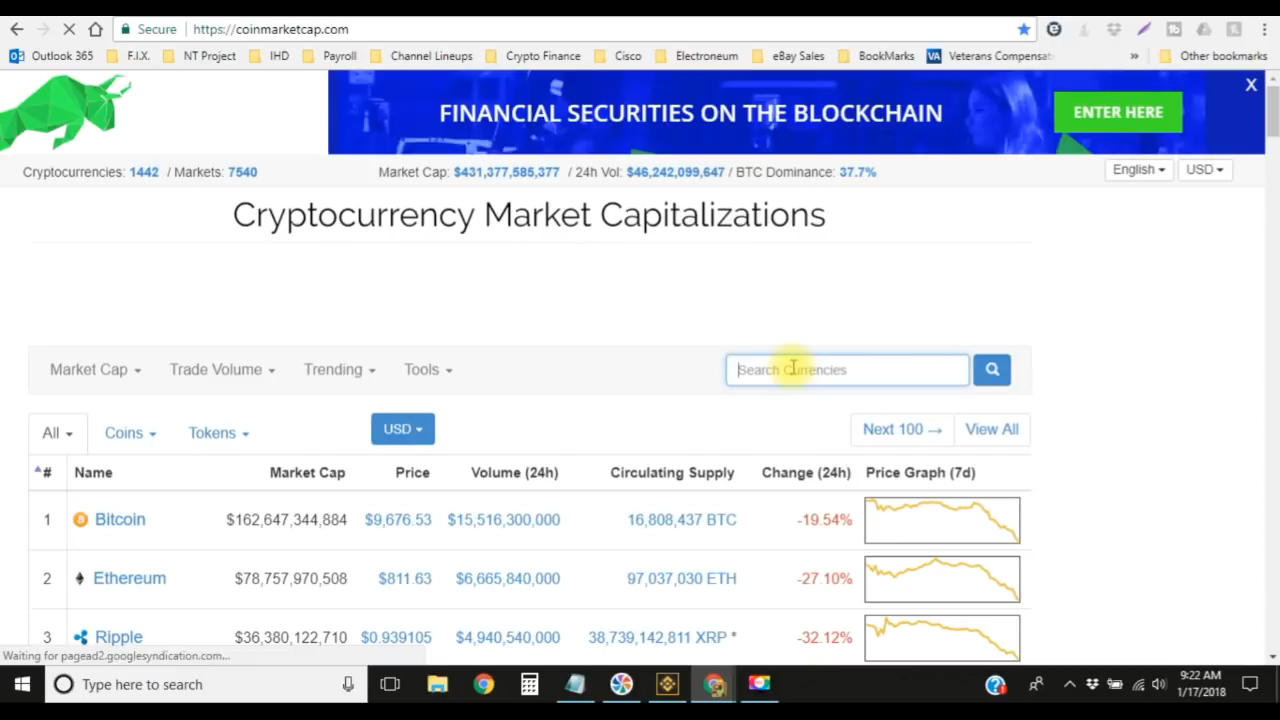 Secure https://coinmarketcap.com
Outlook 365 F.I.X. NT Project IHD Payroll Channel Lineups Crypto Finance Cisco Electroneum eBay Sales BookMarks VA Veterans Compensat » Other bookmarks
FINANCIAL SECURITIES ON THE BLOCKCHAIN ENTER HERE X
Cryptocurrencies: 1442 / Markets: 7540 Market Cap: $431,377,585,377 / 24h Vol: $46,242,099,647 / BTC Dominance: 37.7% English USD
Cryptocurrency Market Capitalizations
Market Cap Trade Volume Trending Tools Search Currencies
All Coins Tokens USD Next 100 → View All
# Name Market Cap Price Volume (24h) Circulating Supply Change (24h) Price Graph (7d)
1 Bitcoin $162,647,344,884 $9,676.53 $15,516,300,000 16,808,437 BTC -19.54%
2 Ethereum $78,757,970,508 $811.63 $6,665,840,000 97,037,030 ETH -27.10%
3 Ripple $36,380,122,710 $0.939105 $4,940,540,000 38,739,142,811 XRP * -32.12%
Waiting for pagead2.googlesyndication.com...
Type here to search 9:22 AM
1/17/2018